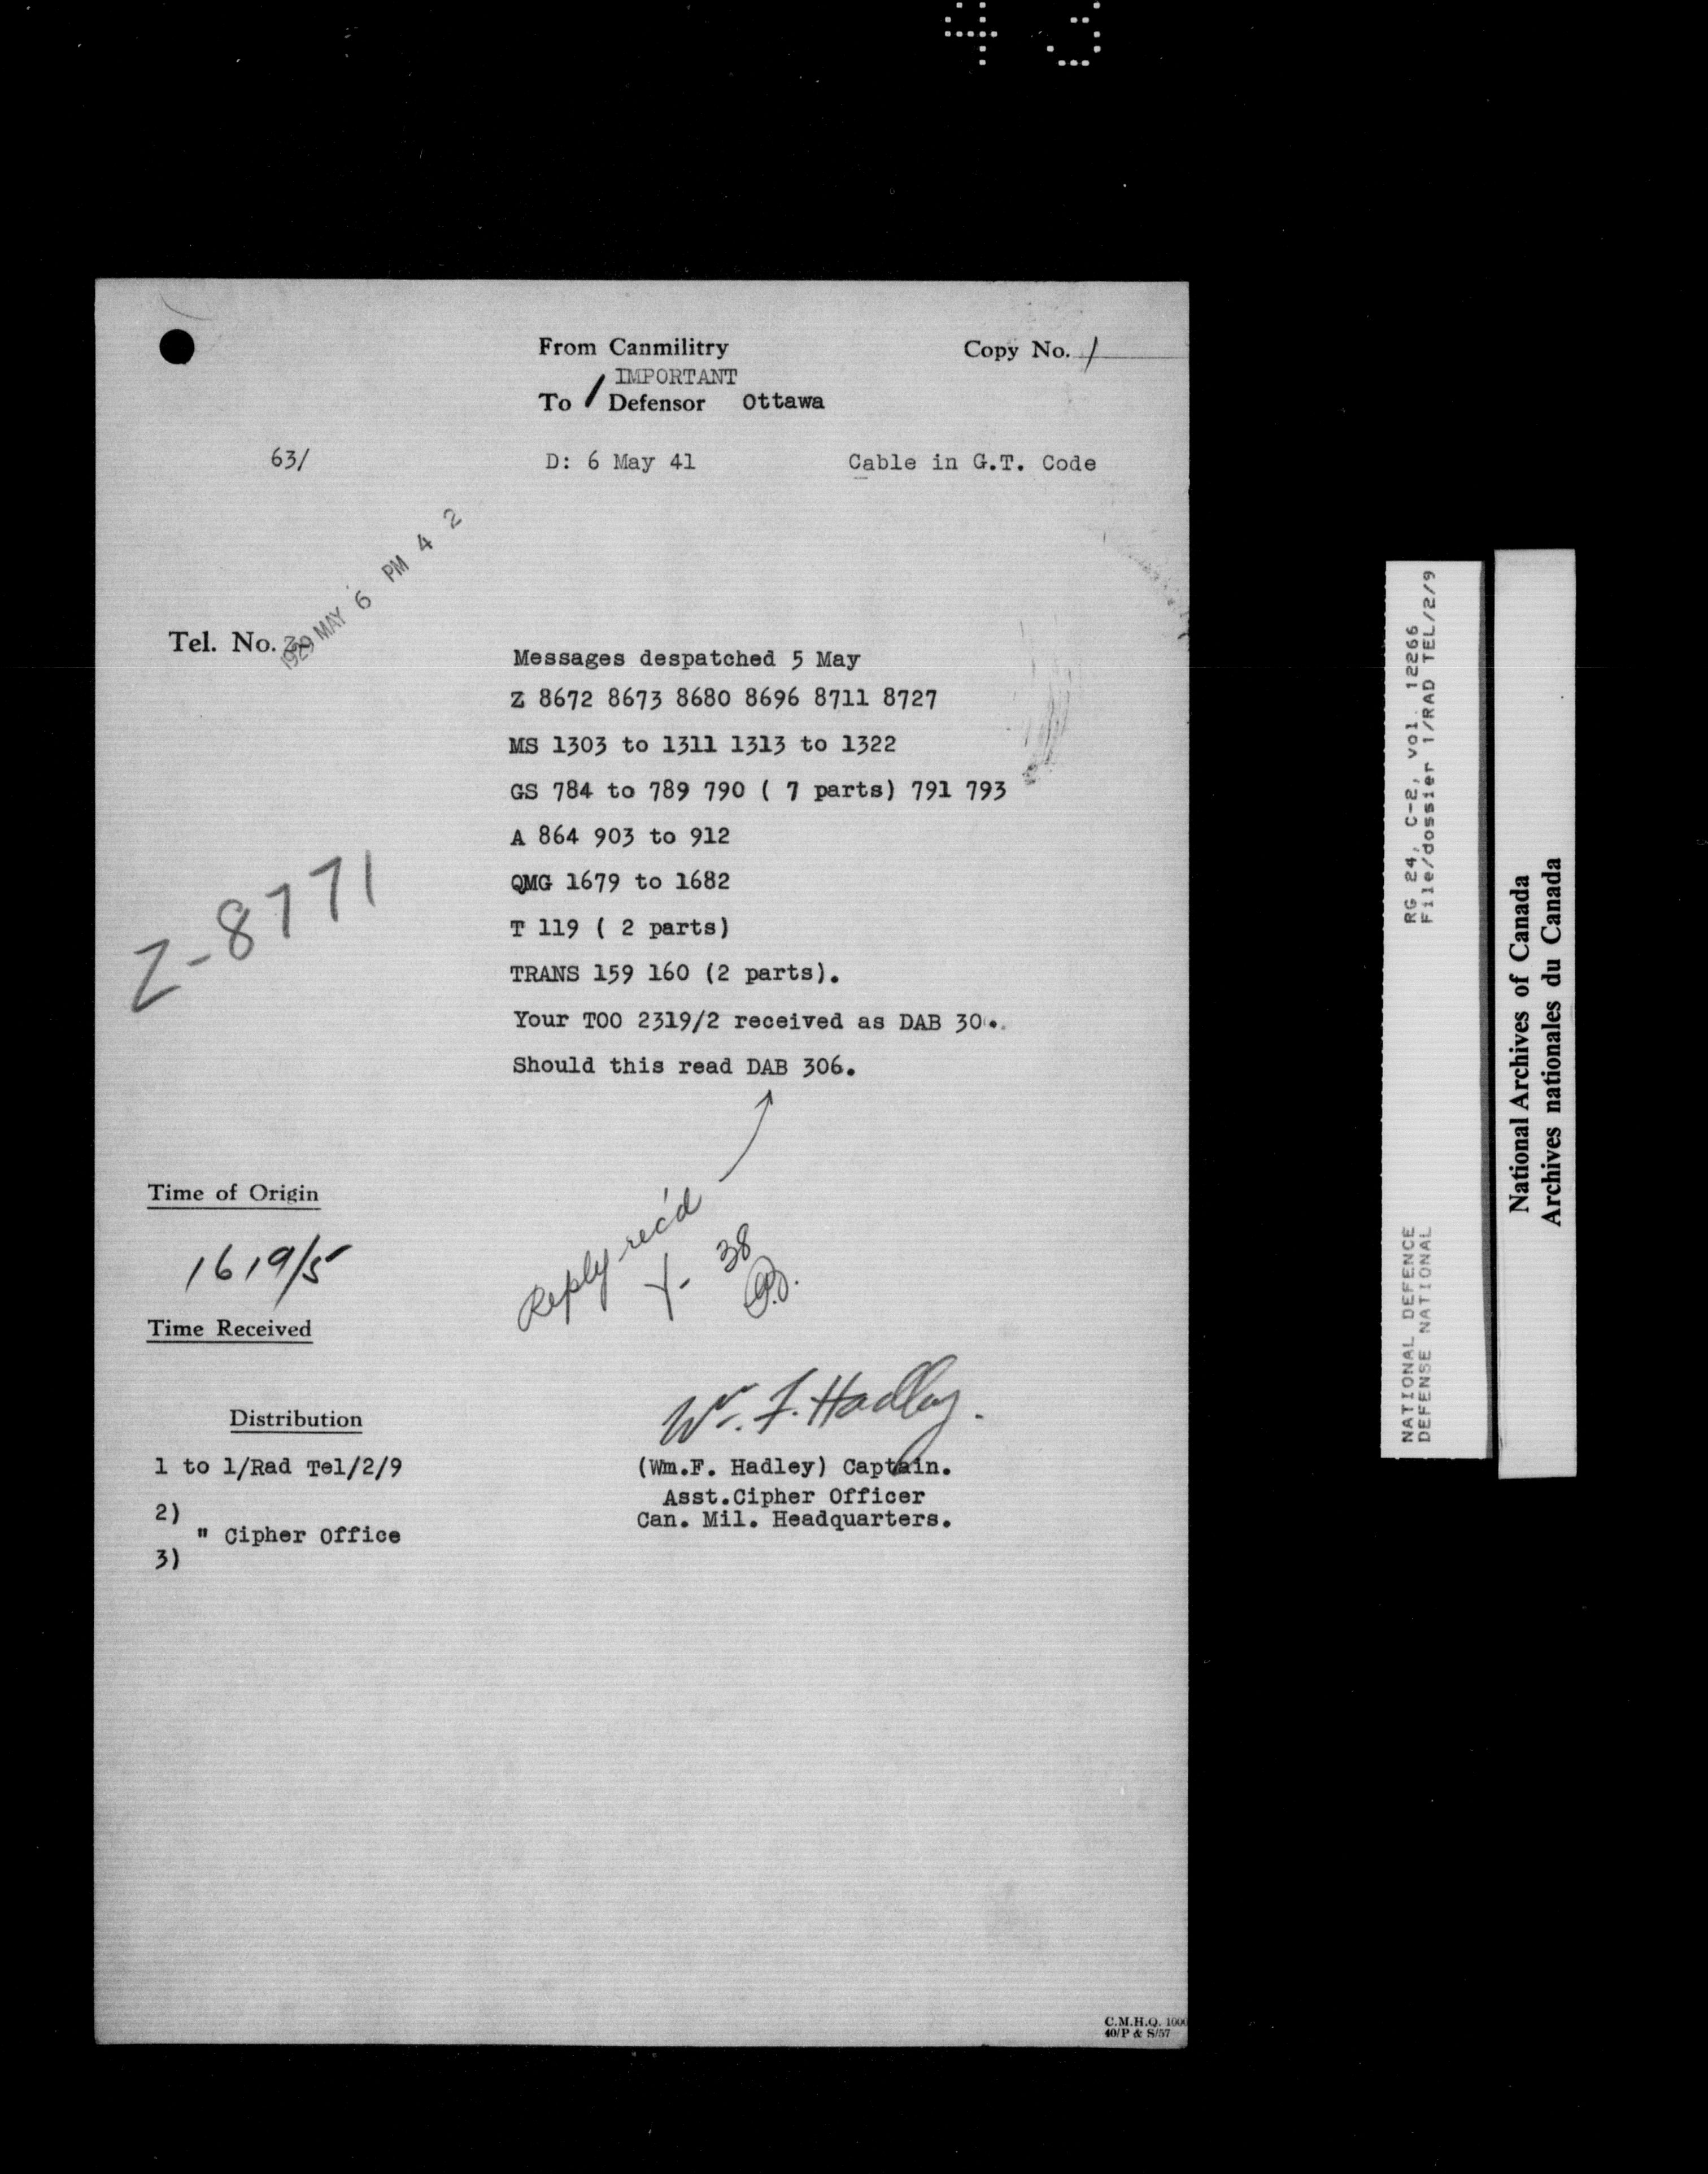 From Canmilitry
Copy No. 1
IMPORTANT
To / Defensor Ottawa
63/
D: 6 May 41
Cable in G.T. Code
MAY 6 PM 4 2
Tel. No.
Messages despatched 5 May
Z 8672 8673 8680 8696 8711 8727
MS 1303 to 1311 1313 to 1322
GS 784 to 789 790 ( 7 parts) 791 793
A 864 903 to 912
QMG 1679 to 1682
T 119 ( 2 parts)
TRANS 159 160 (2 parts).
Your TOO 2319/2 received as DAB 30.
Should this read DAB 306.
Z-8771
Time of Origin
1619/5
Reply rec'd
Y- 38
Time Received
W. F. Hadley.
Distribution
1 to 1/Rad Tel/2/9
2)
" Cipher Office
3)
(Wm.F. Hadley) Captain.
Asst.Cipher Officer
Can. Mil. Headquarters.
C.M.H.Q. 1000
40/P & S/57
NATIONAL DEFENCE RG 24, C-2, vol. 12266
DEFENSE NATIONAL File/dossier 1/RAD TEL/2/9
National Archives of Canada
Archives nationales du Canada